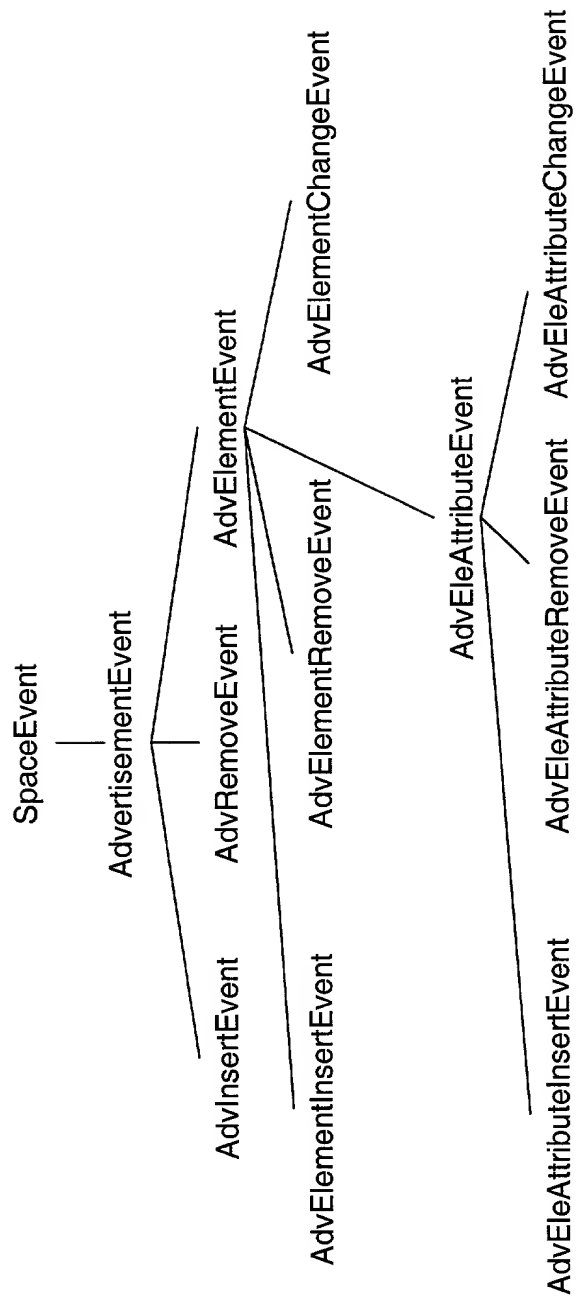 SpaceEvent
AdvertisementEvent
AdvInsertEvent
AdvRemoveEvent
AdvElementEvent
AdvElementInsertEvent
AdvElementRemoveEvent
AdvElementChangeEvent
AdvEleAttributeEvent
AdvEleAttributeInsertEvent
AdvEleAttributeRemoveEvent
AdvEleAttributeChangeEvent